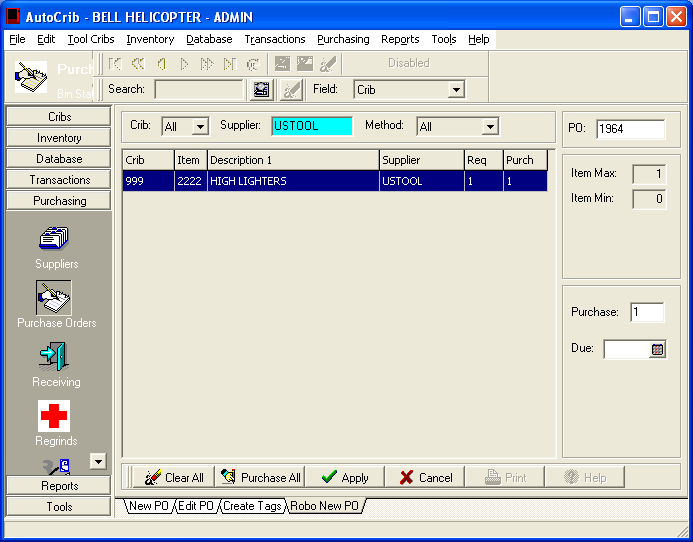 AutoCrib - BELL HELICOPTER - ADMIN
File Edit Tool Cribs Inventory Database Transactions Purchasing Reports Tools Help
Purch Disabled
Bin Stat Search: Field: Crib
Cribs
Inventory
Database
Transactions
Purchasing
Suppliers
Purchase Orders
Receiving
Regrinds
Reports
Tools
Crib: All Supplier: USTOOL Method: All
Crib Item Description 1 Supplier Req Purch
999 2222 HIGH LIGHTERS USTOOL 1 1
PO: 1964
Item Max: 1
Item Min: 0
Purchase: 1
Due:
Clear All Purchase All Apply Cancel Print Help
New PO Edit PO Create Tags Robo New PO